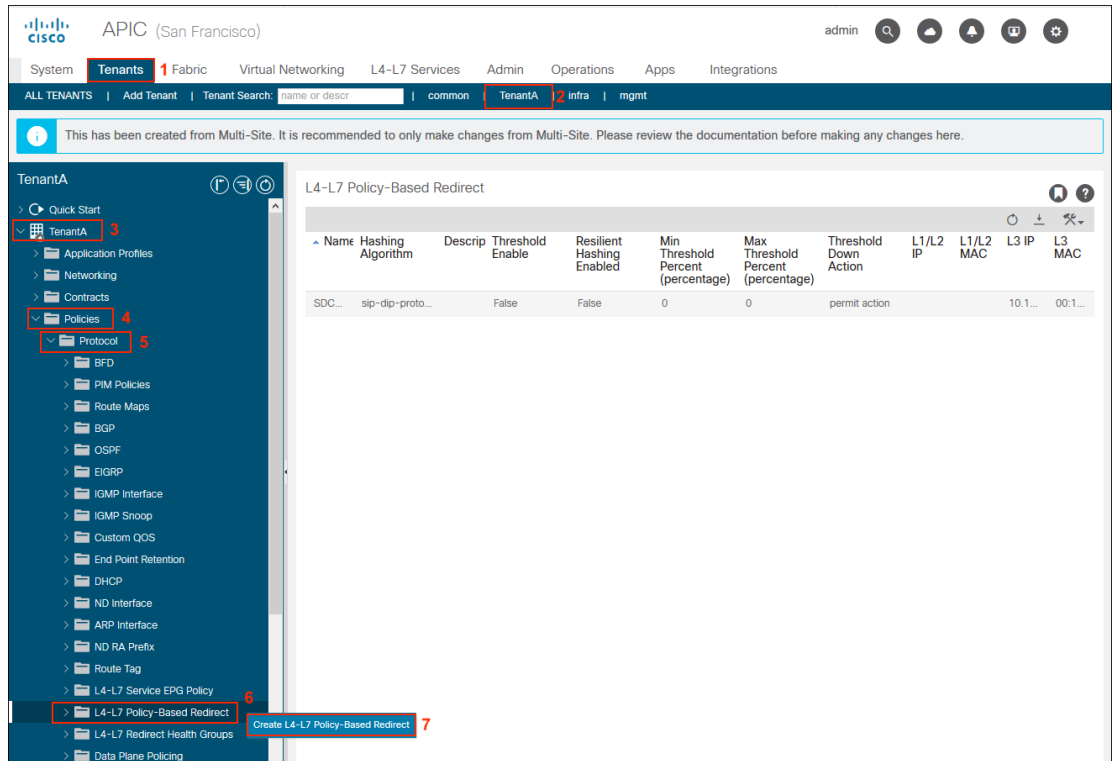 CISCO
APIC (San Francisco)
admin
System Tenants 1 Fabric Virtual Networking L4-L7 Services Admin Operations Apps Integrations
ALL TENANTS | Add Tenant | Tenant Search: name or descr | common | TenantA 2 | infra | mgmt
This has been created from Multi-Site. It is recommended to only make changes from Multi-Site. Please review the documentation before making any changes here.
TenantA
Quick Start
TenantA 3
Application Profiles
Networking
Contracts
Policies 4
Protocol 5
BFD
PIM Policies
Route Maps
BGP
OSPF
EIGRP
IGMP Interface
IGMP Snoop
Custom QOS
End Point Retention
DHCP
ND Interface
ARP Interface
ND RA Prefix
Route Tag
L4-L7 Service EPG Policy
6
L4-L7 Policy-Based Redirect
Create L4-L7 Policy-Based Redirect 7
L4-L7 Redirect Health Groups
Data Plane Policing
L4-L7 Policy-Based Redirect
Name Hashing Descrip Threshold Resilient Min Max Threshold L1/L2 L1/L2 L3 IP L3
Algorithm Enable Hashing Threshold Threshold Down IP MAC MAC
Enabled Percent Percent Action
(percentage) (percentage)
SDC... sip-dip-proto... False False 0 0 permit action 10.1... 00:1...